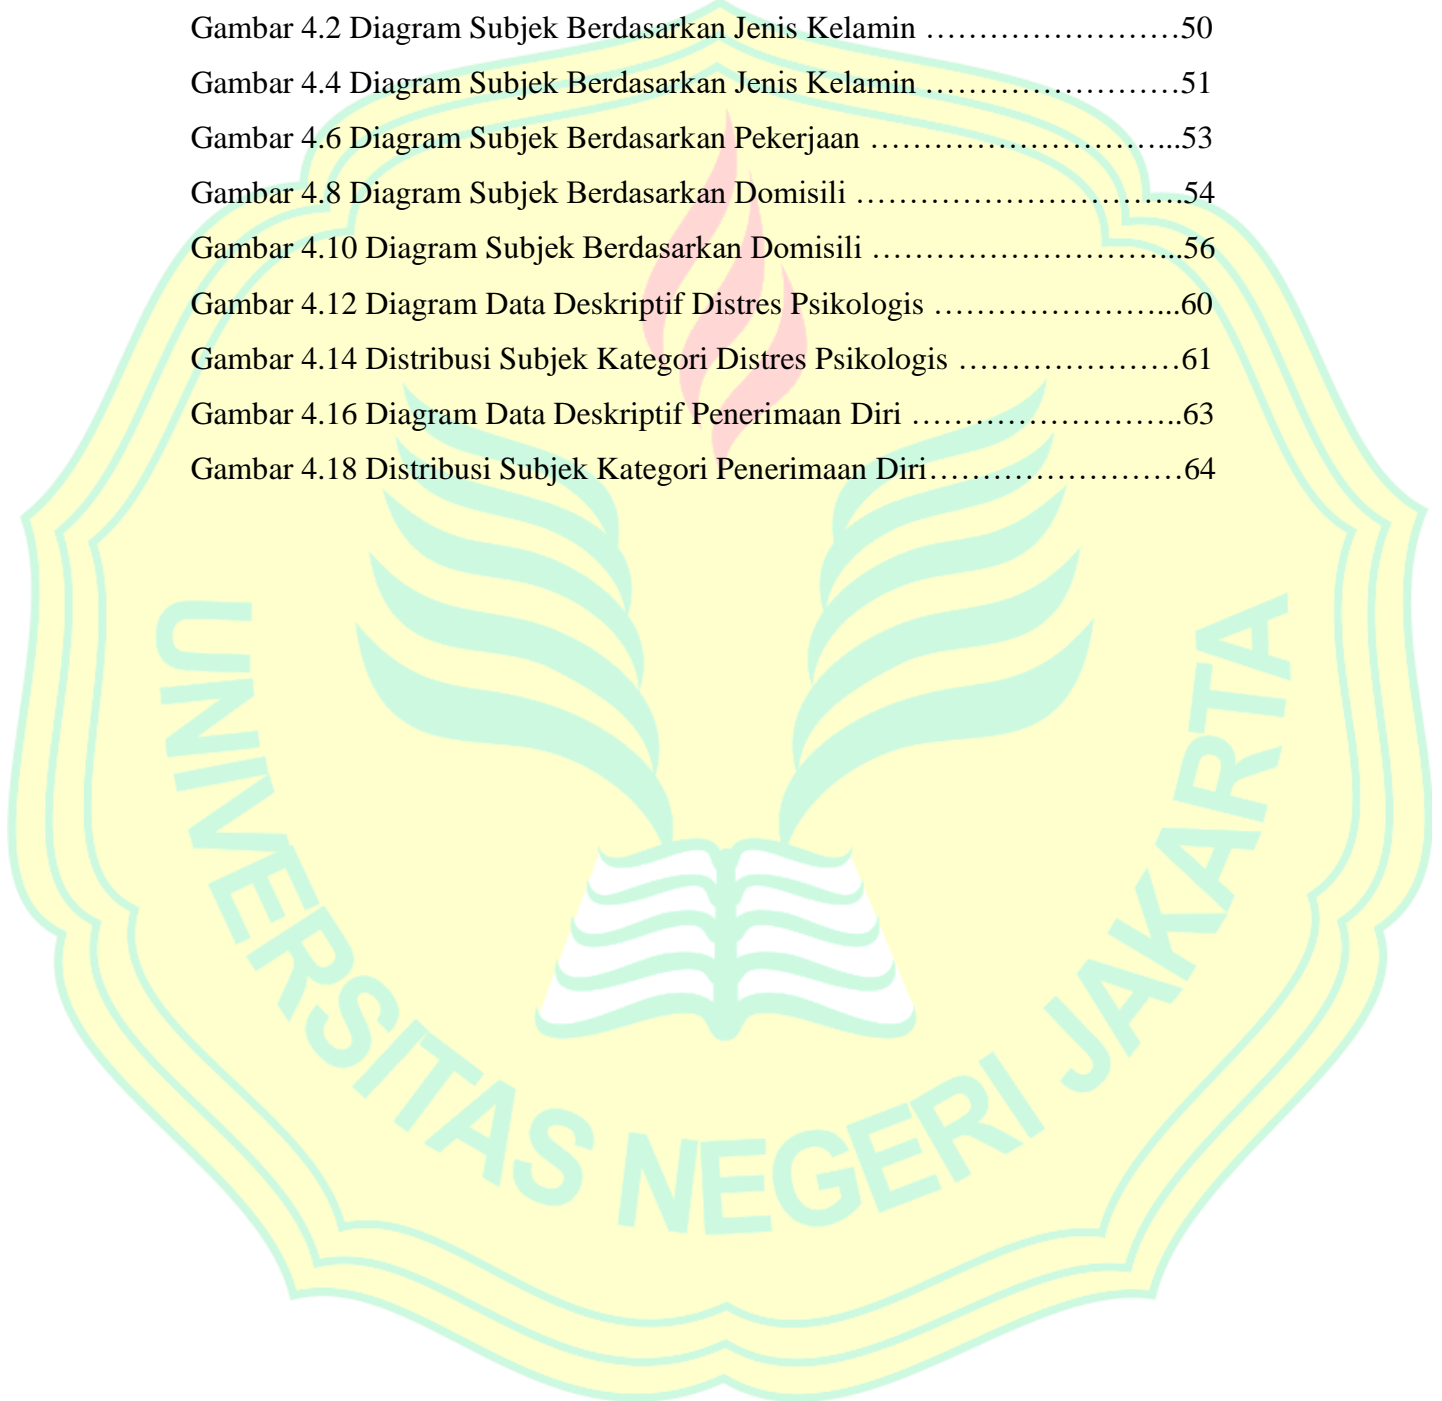 Gambar 4.2 Diagram Subjek Berdasarkan Jenis Kelamin ……………………50
Gambar 4.4 Diagram Subjek Berdasarkan Jenis Kelamin ……………………51
Gambar 4.6 Diagram Subjek Berdasarkan Pekerjaan ………………………...53
Gambar 4.8 Diagram Subjek Berdasarkan Domisili ………………………….54
Gambar 4.10 Diagram Subjek Berdasarkan Domisili ………………………...56
Gambar 4.12 Diagram Data Deskriptif Distres Psikologis …………………...60
Gambar 4.14 Distribusi Subjek Kategori Distres Psikologis …………………61
Gambar 4.16 Diagram Data Deskriptif Penerimaan Diri ……………………..63
Gambar 4.18 Distribusi Subjek Kategori Penerimaan Diri……………………64
UNIVERSITAS NEGERI JAKARTA